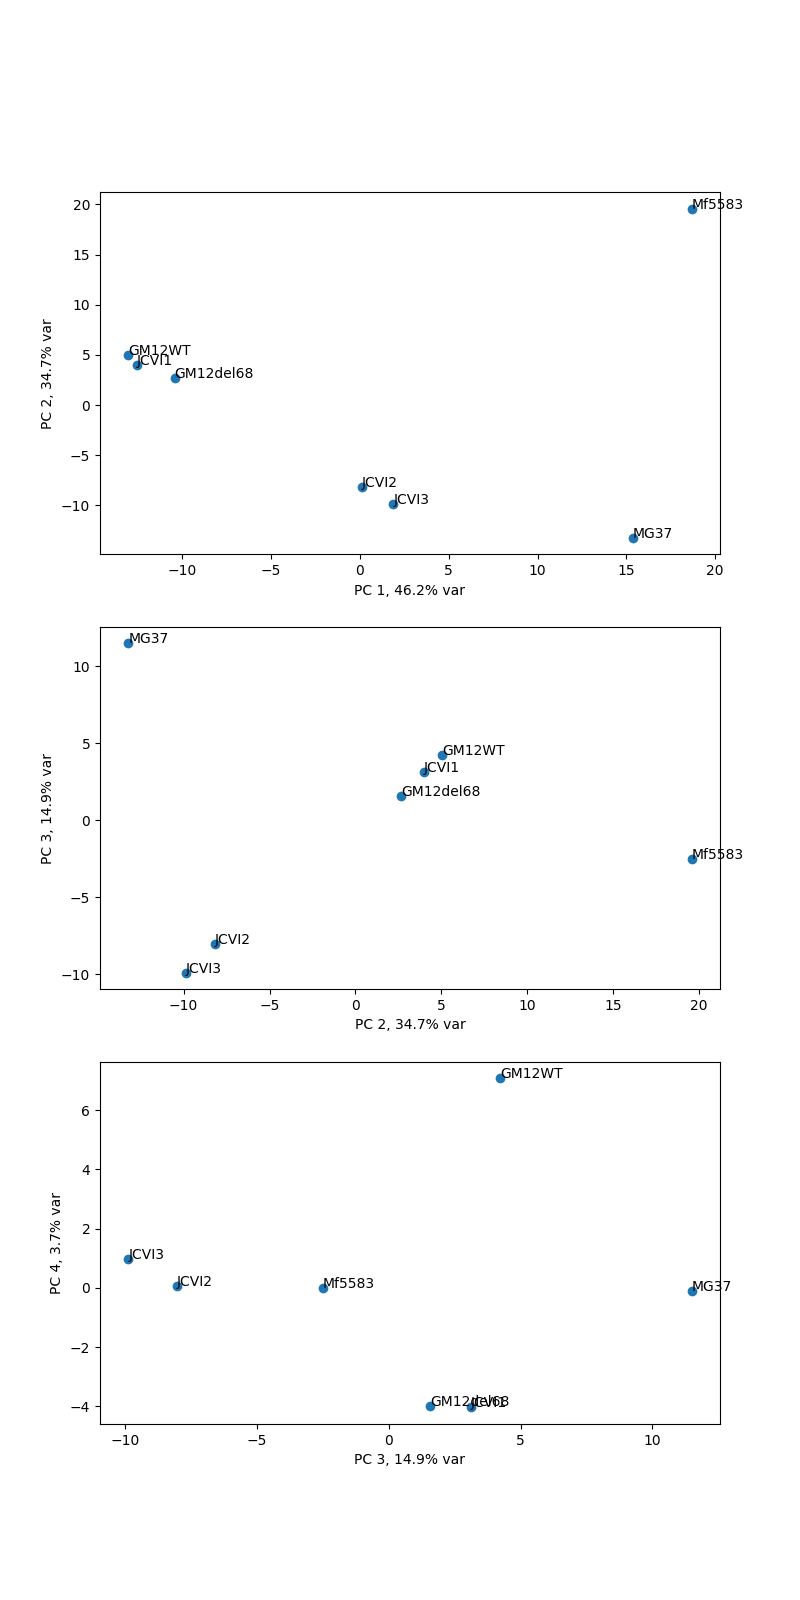 20
15
10
5
0
−5
−10
Mf5583
GM12WT
JCVI1
GM12del68
JCVI2
JCVI3
MG37
−10 −5 0 5 10 15 20
PC 2, 34.7% var
PC 1, 46.2% var
10
5
0
−5
−10
MG37
GM12WT
JCVI1
GM12del68
Mf5583
JCVI2
JCVI3
−10 −5 0 5 10 15 20
PC 3, 14.9% var
PC 2, 34.7% var
6
4
2
0
−2
−4
GM12WT
JCVI3
JCVI2
Mf5583
MG37
GM12del68
JCVI1
−10 −5 0 5 10
PC 4, 3.7% var
PC 3, 14.9% var